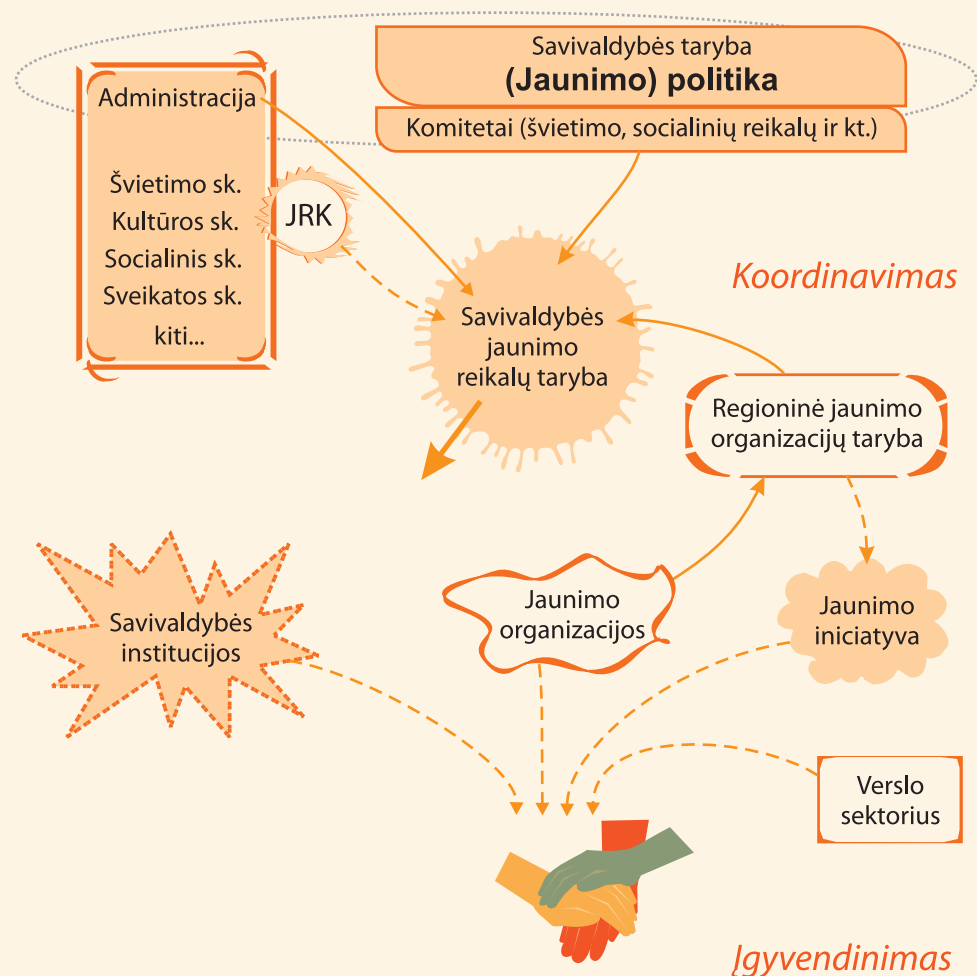 Savivaldybės taryba
(Jaunimo) politika
Komitetai (švietimo, socialinių reikalų ir kt.)
Administracija
Švietimo sk.
Kultūros sk.
Socialinis sk.
Sveikatos sk.
kiti...
JRK
Koordinavimas
Savivaldybės
jaunimo
reikalų taryba
Regioninė jaunimo
organizacijų taryba
Savivaldybės
institucijos
Jaunimo
organizacijos
Jaunimo
iniciatyva
Verslo
sektorius
Įgyvendinimas